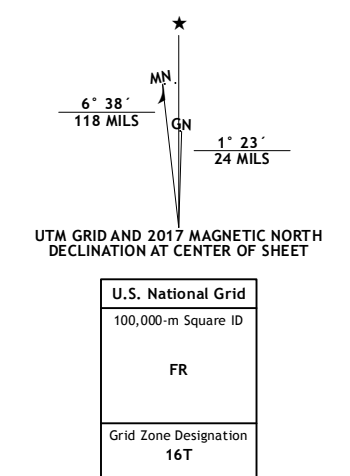 MN
6° 38´
118 MILS
GN
1° 23´
24 MILS
UTM GRID AND 2017 MAGNETIC NORTH
DECLINATION AT CENTER OF SHEET
U.S. National Grid
100,000-m Square ID
FR
Grid Zone Designation
16T